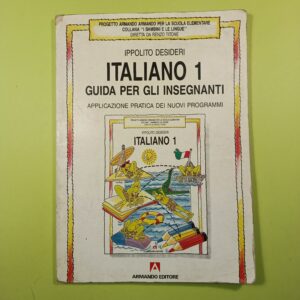 PROGETTO ARMANDO ARMANDO PER LA SCUOLA ELEMENTARE
COLLANA "I BAMBINI E LE LINGUE"
DIRETTA DA RENZO TITONE
IPPOLITO DESIDERI
ITALIANO 1
GUIDA PER GLI INSEGNANTI
APPLICAZIONE PRATICA DEI NUOVI PROGRAMMI
IPPOLITO DESIDERI
ITALIANO 1
ARMANDO EDITORE